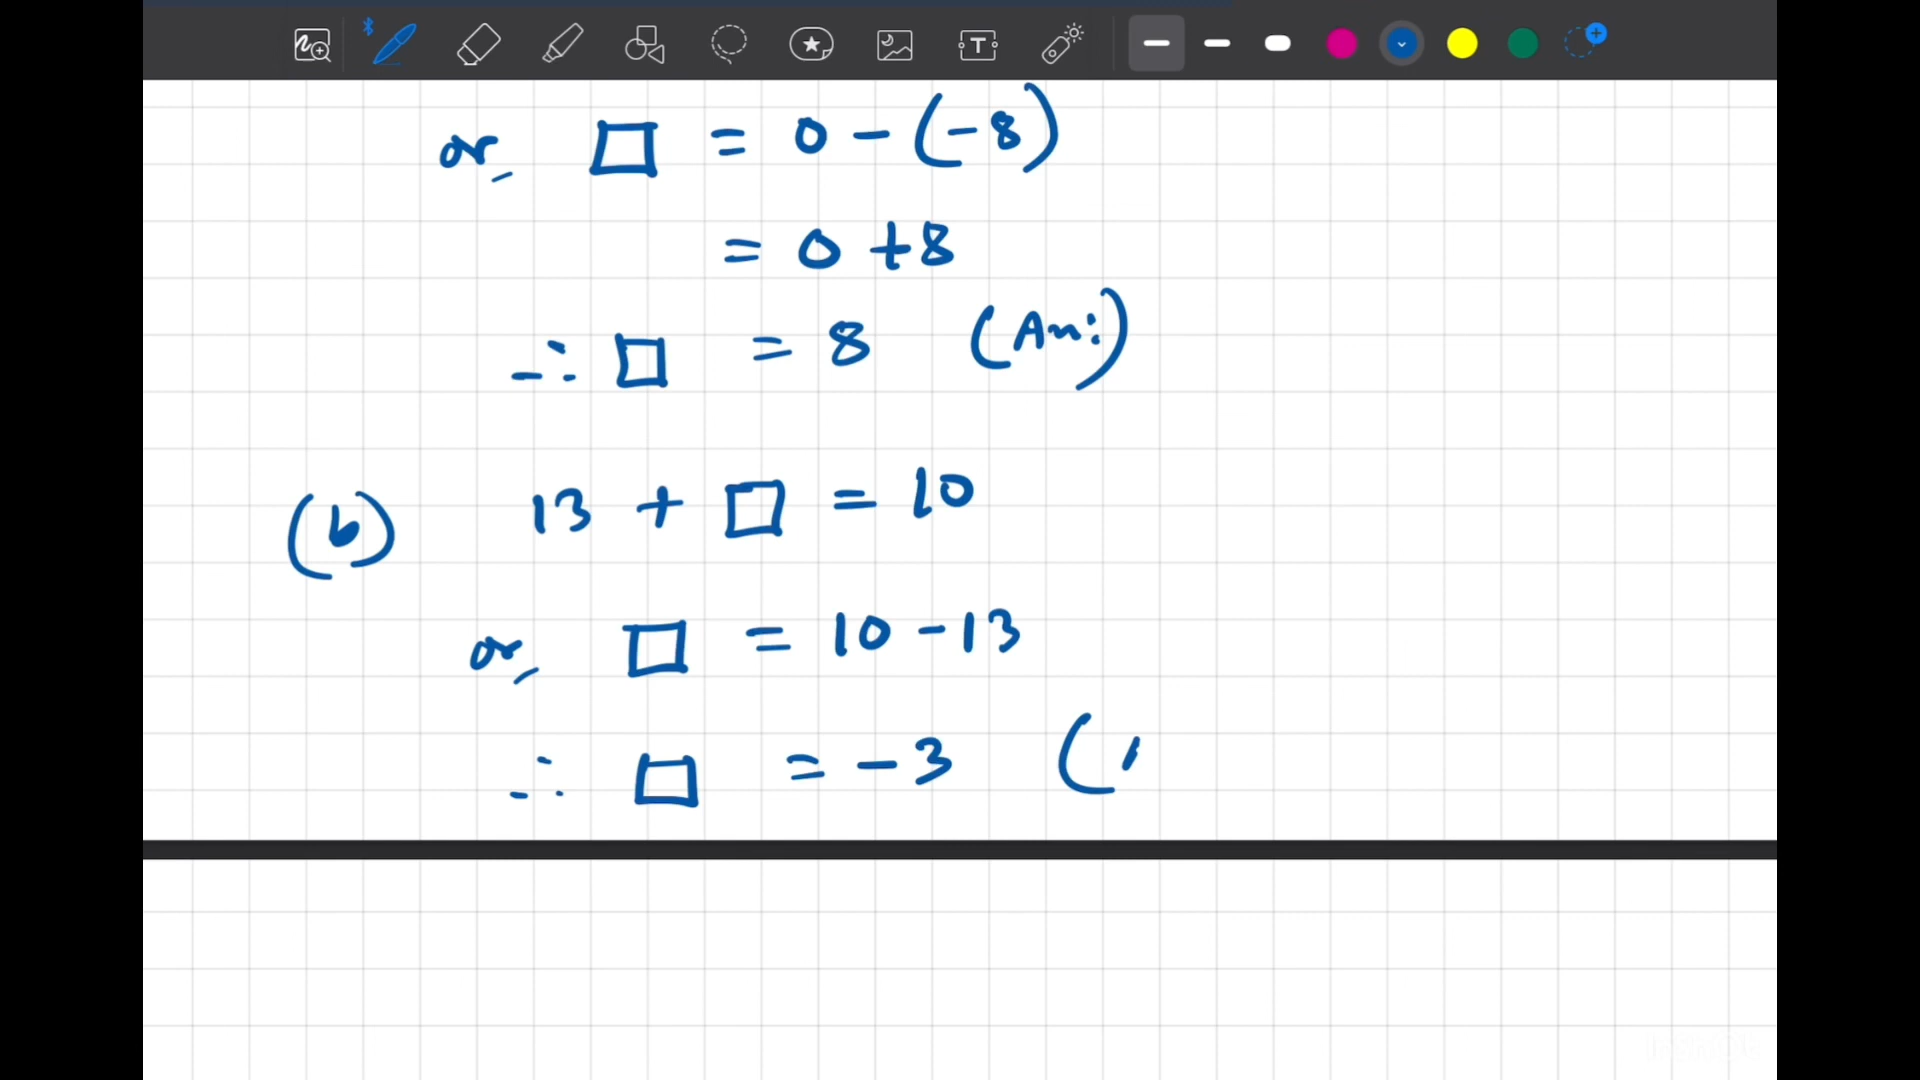 or, □ = 0 - (-8)
= 0 + 8
∴ □ = 8 (Ans:)
(b) 13 + □ = 10
or, □ = 10 - 13
∴ □ = -3 (